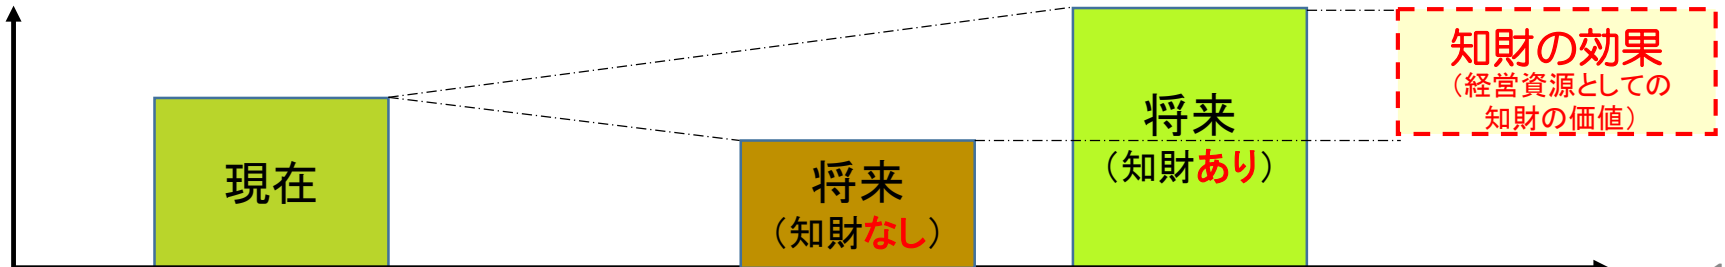 現在
将来
（知財なし）
将来
（知財あり）
知財の効果
（経営資源としての
知財の価値）